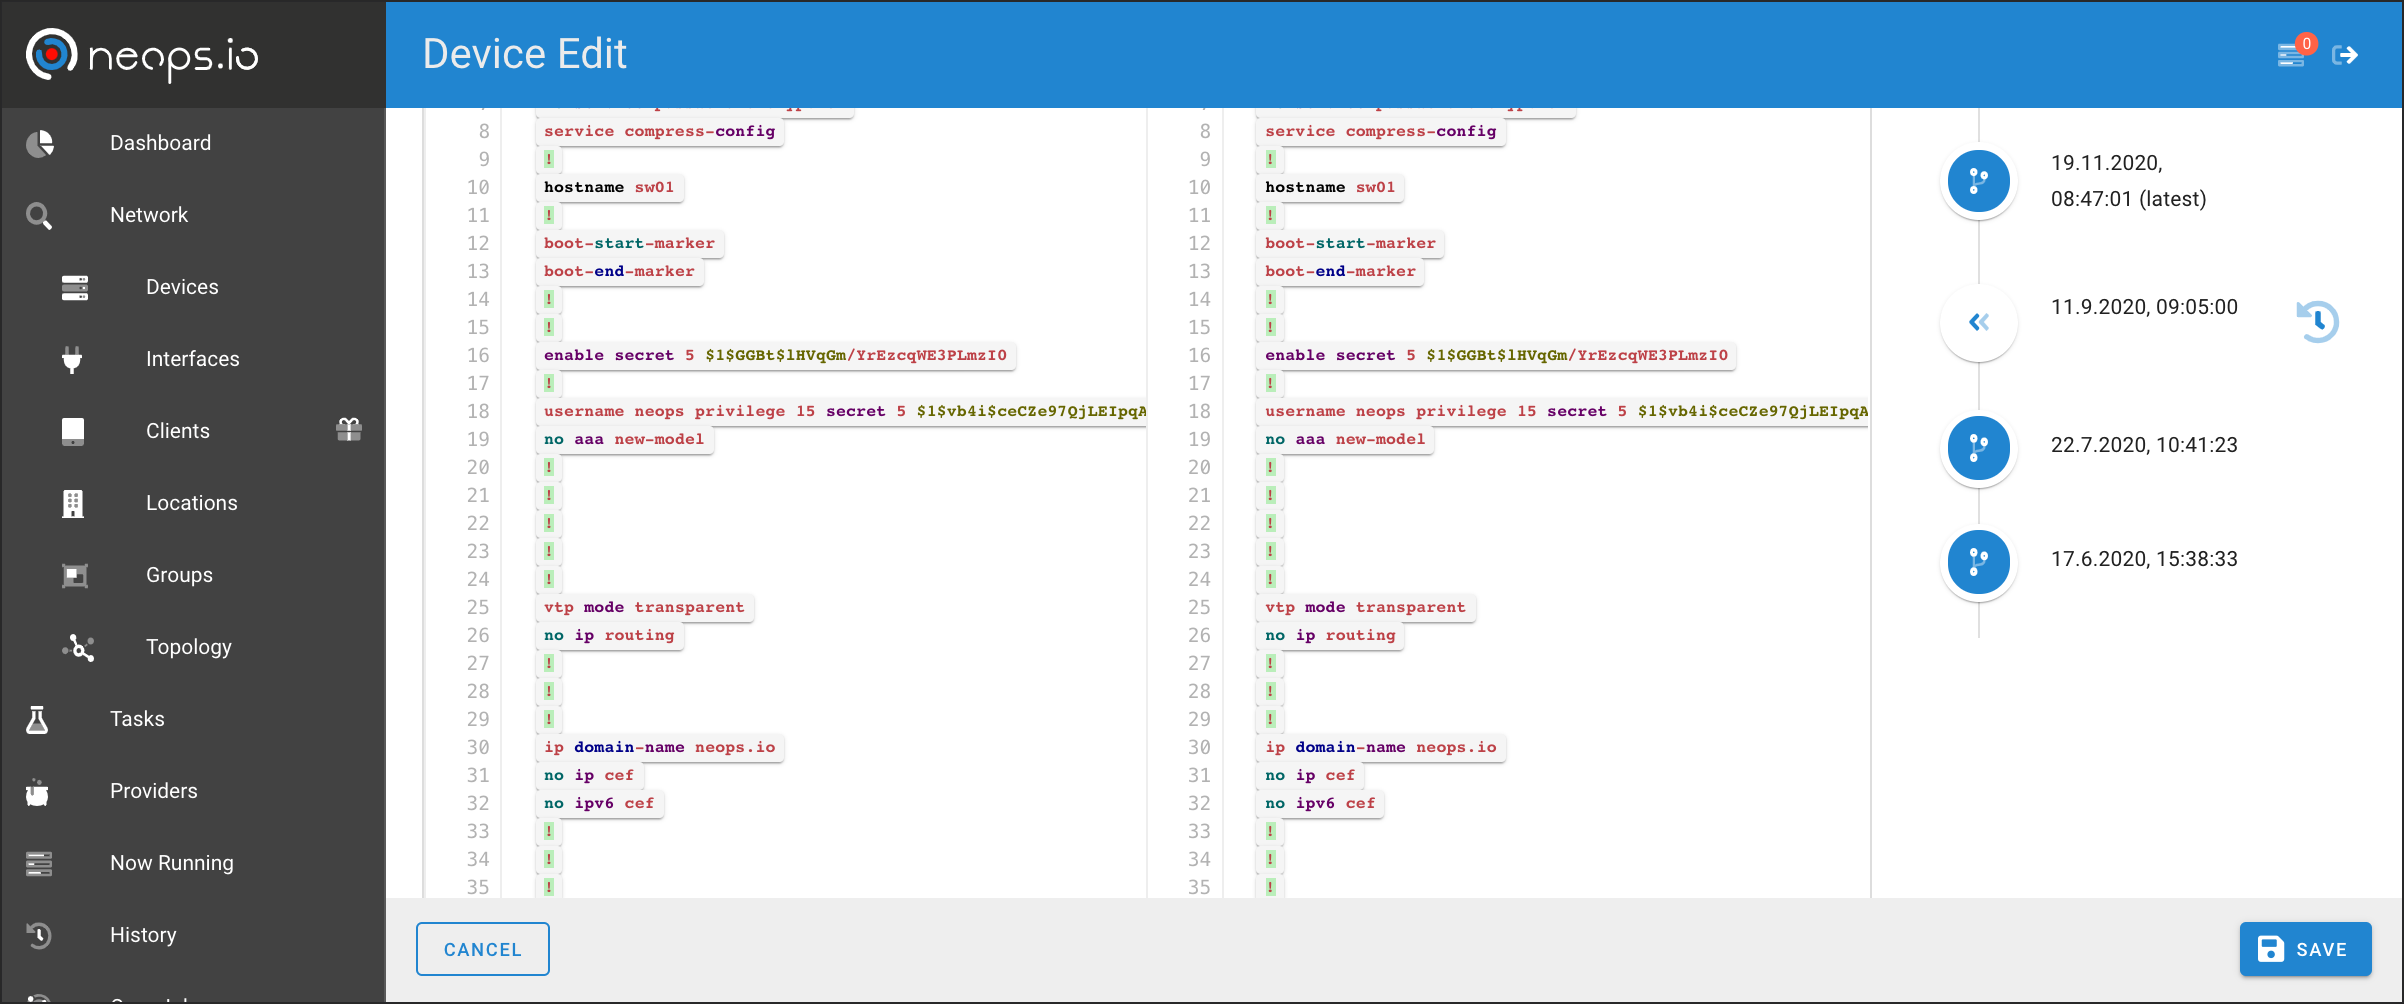 neops.io
Device Edit
0
Dashboard
Network
Devices
Interfaces
Clients
Locations
Groups
Topology
Tasks
Providers
Now Running
History
8 service compress-config
9 !
10 hostname sw01
11 !
12 boot-start-marker
13 boot-end-marker
14 !
15 !
16 enable secret 5 $1$GGBt$lHVqGm/YrEzcqWE3PLmzI0
17 !
18 username neops privilege 15 secret 5 $1$vb4i$ceCZe97QjLEIpqA
19 no aaa new-model
20 !
21 !
22 !
23 !
24 !
25 vtp mode transparent
26 no ip routing
27 !
28 !
29 !
30 ip domain-name neops.io
31 no ip cef
32 no ipv6 cef
33 !
34 !
35 !
8 service compress-config
9 !
10 hostname sw01
11 !
12 boot-start-marker
13 boot-end-marker
14 !
15 !
16 enable secret 5 $1$GGBt$lHVqGm/YrEzcqWE3PLmzI0
17 !
18 username neops privilege 15 secret 5 $1$vb4i$ceCZe97QjLEIpqA
19 no aaa new-model
20 !
21 !
22 !
23 !
24 !
25 vtp mode transparent
26 no ip routing
27 !
28 !
29 !
30 ip domain-name neops.io
31 no ip cef
32 no ipv6 cef
33 !
34 !
35 !
19.11.2020,
08:47:01 (latest)
11.9.2020, 09:05:00
22.7.2020, 10:41:23
17.6.2020, 15:38:33
CANCEL
SAVE